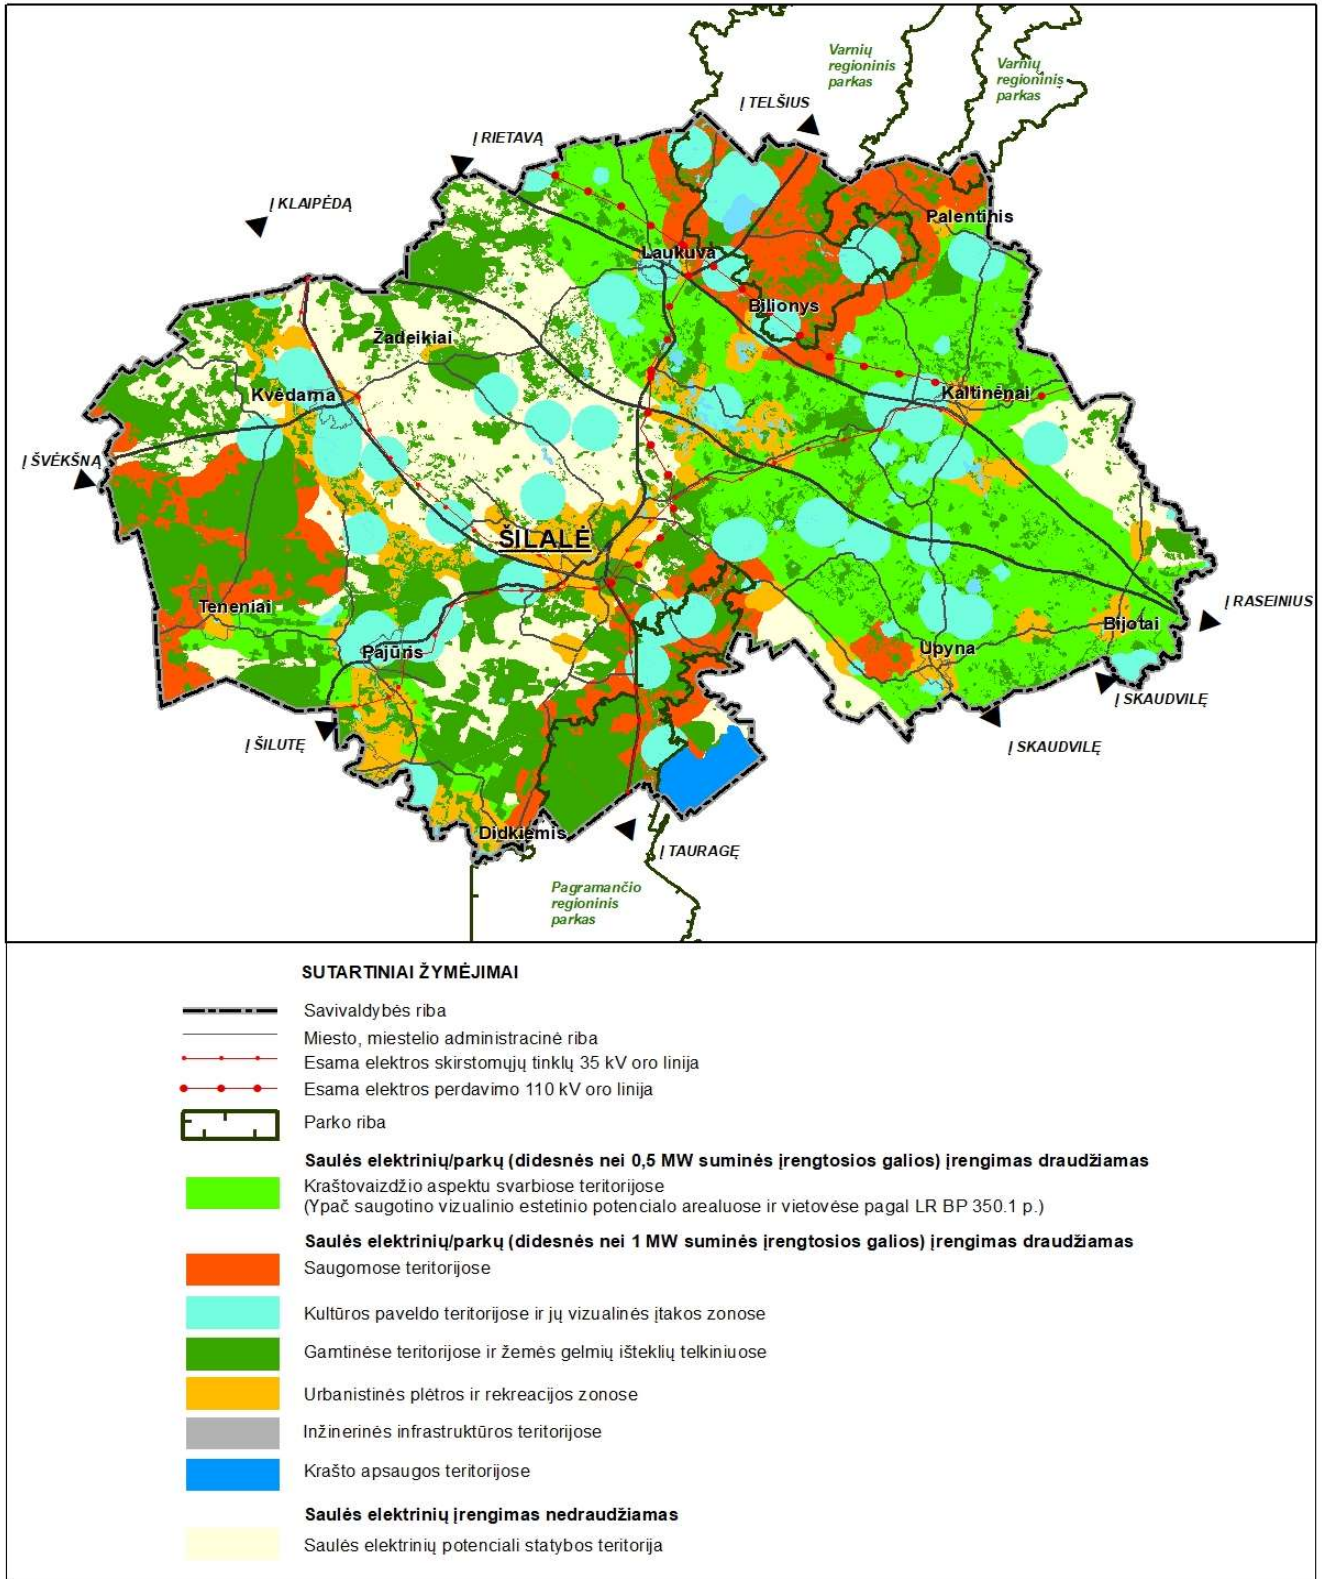 Varnių
regioninis
parkas
Varnių
regioninis
parkas
Į TELŠIUS
Į RIETAVĄ
Į KLAIPĖDĄ
Palentinis
Laukuva
Bilionys
Žadeikiai
Kvėdarna
Kaltinėnai
Į ŠVĖKŠNĄ
ŠILALĖ
Teneniai
Į RASEINIUS
Bijotai
Pajūris
Upyna
Į SKAUDVILĘ
Į ŠILUTĘ
Į SKAUDVILĘ
Didkiemis
Į TAURAGĘ
Pagramančio
regioninis
parkas
SUTARTINIAI ŽYMĖJIMAI
Savivaldybės riba
Miesto, miestelio administracinė riba
Esama elektros skirstomųjų tinklų 35 kV oro linija
Esama elektros perdavimo 110 kV oro linija
Parko riba
Saulės elektrinių/parkų (didesnės nei 0,5 MW suminės įrengtosios galios) įrengimas draudžiamas
Kraštovaizdžio aspektu svarbiose teritorijose
(Ypač saugotino vizualinio estetinio potencialo arealuose ir vietovėse pagal LR BP 350.1 p.)
Saulės elektrinių/parkų (didesnės nei 1 MW suminės įrengtosios galios) įrengimas draudžiamas
Saugomose teritorijose
Kultūros paveldo teritorijose ir jų vizualinės įtakos zonose
Gamtinėse teritorijose ir žemės gelmių išteklių telkiniuose
Urbanistinės plėtros ir rekreacijos zonose
Inžinerinės infrastruktūros teritorijose
Krašto apsaugos teritorijose
Saulės elektrinių įrengimas nedraudžiamas
Saulės elektrinių potenciali statybos teritorija